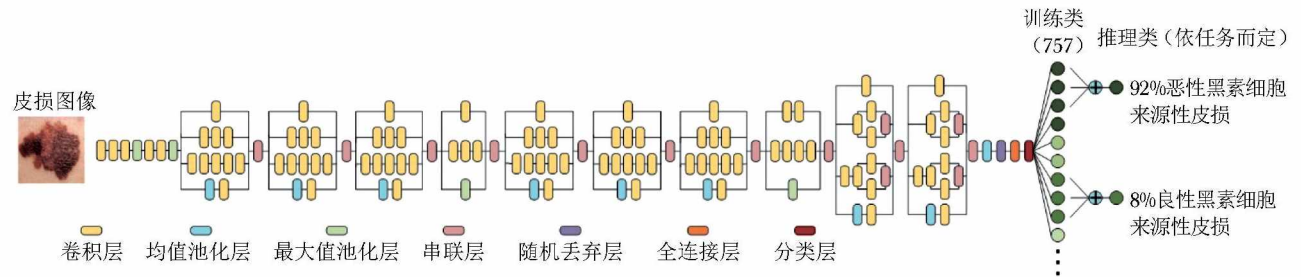 训练类
（757）
推理类（依任务而定）
皮损图像
92%恶性黑素细胞
来源性皮损
8%良性黑素细胞
来源性皮损
卷积层
均值池化层
最大值池化层
串联层
随机丢弃层
全连接层
分类层